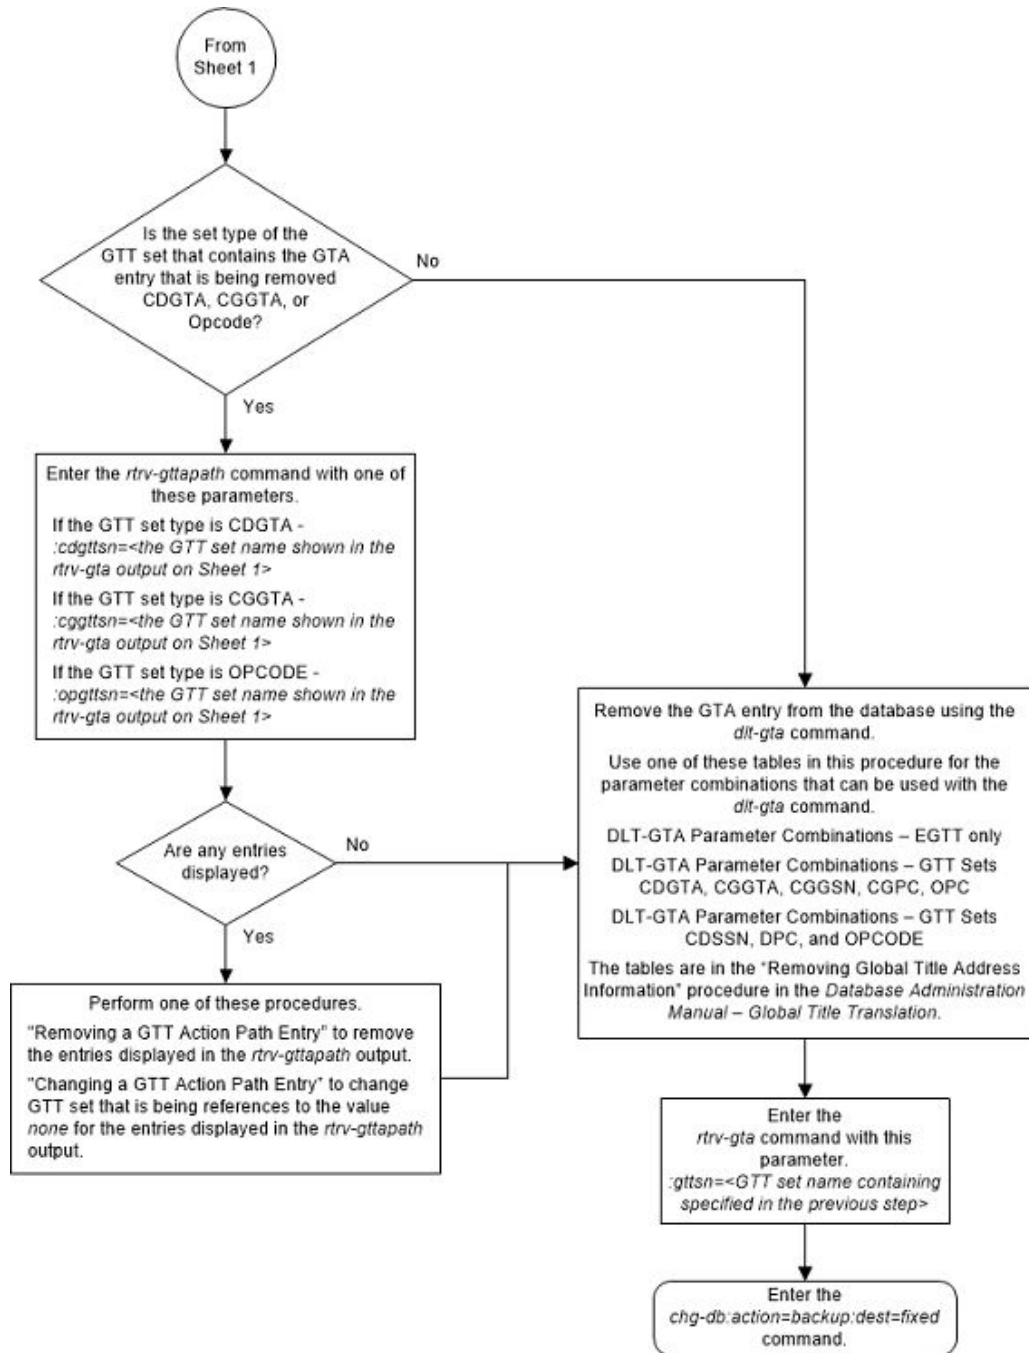 From
Sheet 1
Is the set type of the
GTT set that contains the GTA
entry that is being removed
CDGTA, CGGTA, or
Opcode?
No
Yes
Enter the rtrv-gttapath command with one of
these parameters.
If the GTT set type is CDGTA -
:cdgttsn=<the GTT set name shown in the
rtrv-gta output on Sheet 1>
If the GTT set type is CGGTA -
:cggttsn=<the GTT set name shown in the
rtrv-gta output on Sheet 1>
If the GTT set type is OPCODE -
:opgttsn=<the GTT set name shown in the
rtrv-gta output on Sheet 1>
Are any entries
displayed?
No
Yes
Perform one of these procedures.
"Removing a GTT Action Path Entry" to remove
the entries displayed in the rtrv-gttapath output.
"Changing a GTT Action Path Entry" to change
GTT set that is being references to the value
none for the entries displayed in the rtrv-gttapath
output.
Remove the GTA entry from the database using the
dlt-gta command.
Use one of these tables in this procedure for the
parameter combinations that can be used with the
dlt-gta command.
DLT-GTA Parameter Combinations – EGTT only
DLT-GTA Parameter Combinations – GTT Sets
CDGTA, CGGTA, CGGSN, CGPC, OPC
DLT-GTA Parameter Combinations – GTT Sets
CDSSN, DPC, and OPCODE
The tables are in the "Removing Global Title Address
Information" procedure in the Database Administration
Manual – Global Title Translation.
Enter the
rtrv-gta command with this
parameter.
:gttsn=<GTT set name containing
specified in the previous step>
Enter the
chg-db:action=backup:dest=fixed
command.